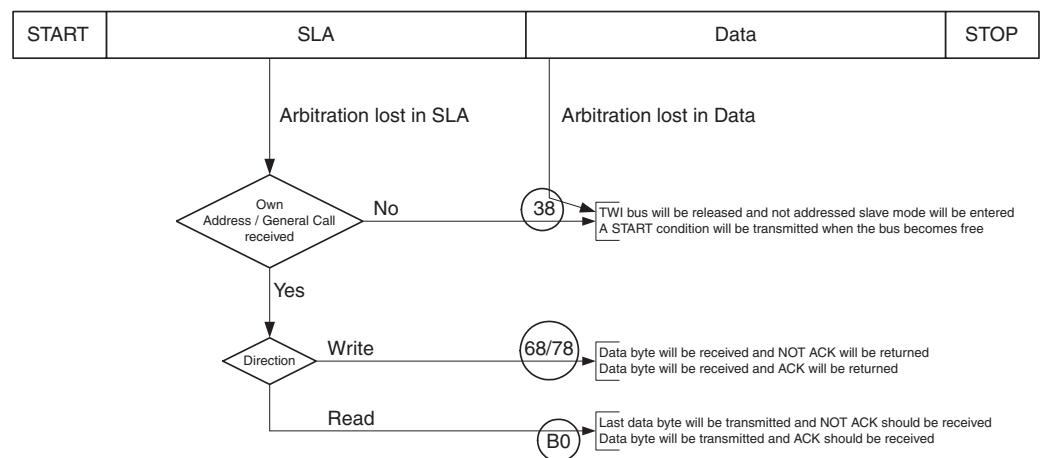 START SLA Data STOP
Arbitration lost in SLA Arbitration lost in Data
Own
Address / General Call
received
No
38
TWI bus will be released and not addressed slave mode will be entered
A START condition will be transmitted when the bus becomes free
Yes
Direction
Write
68/78
Data byte will be received and NOT ACK will be returned
Data byte will be received and ACK will be returned
Read
B0
Last data byte will be transmitted and NOT ACK should be received
Data byte will be transmitted and ACK should be received